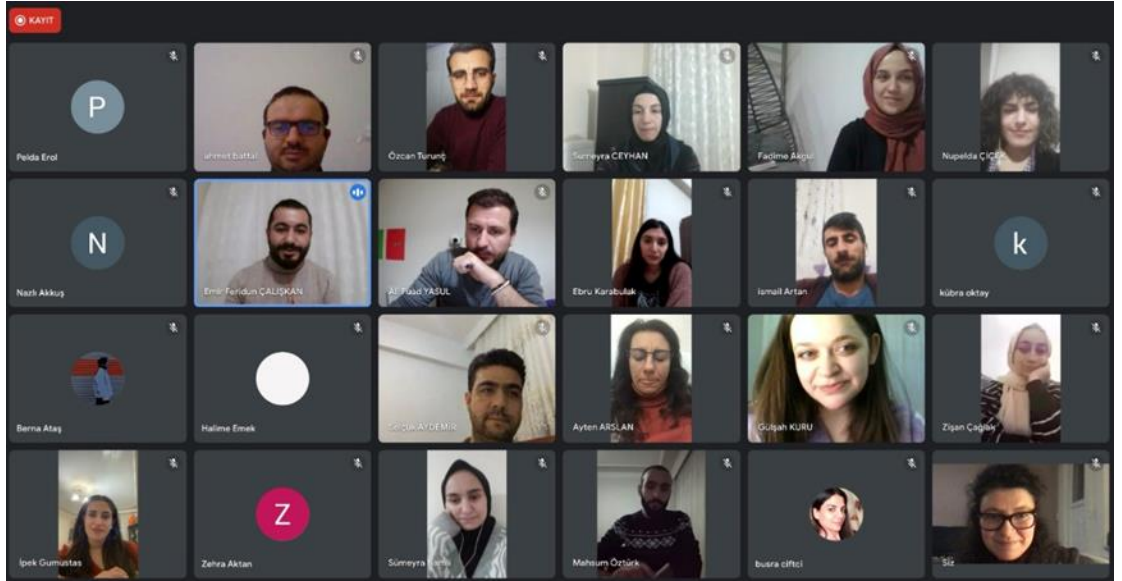 KAYIT
P
Pelda Erol
ahmet battal
Özcan Turunç
Sümeyra CEYHAN
Fadime Akgül
Nupelda ÇİÇEK
N
Nazlı Akkuş
Emir Feridun ÇALIŞKAN
Ali Fuad YASUL
Ebru Karabulak
ismail Artan
k
kübra oktay
Berna Ataş
Halime Emek
Selçuk AYDEMİR
Ayten ARSLAN
Gülşah KURU
Zişan Çağlak
İpek Gumustas
Z
Zehra Aktan
Sümeyra
Mahsum Öztürk
busra ciftci
Siz